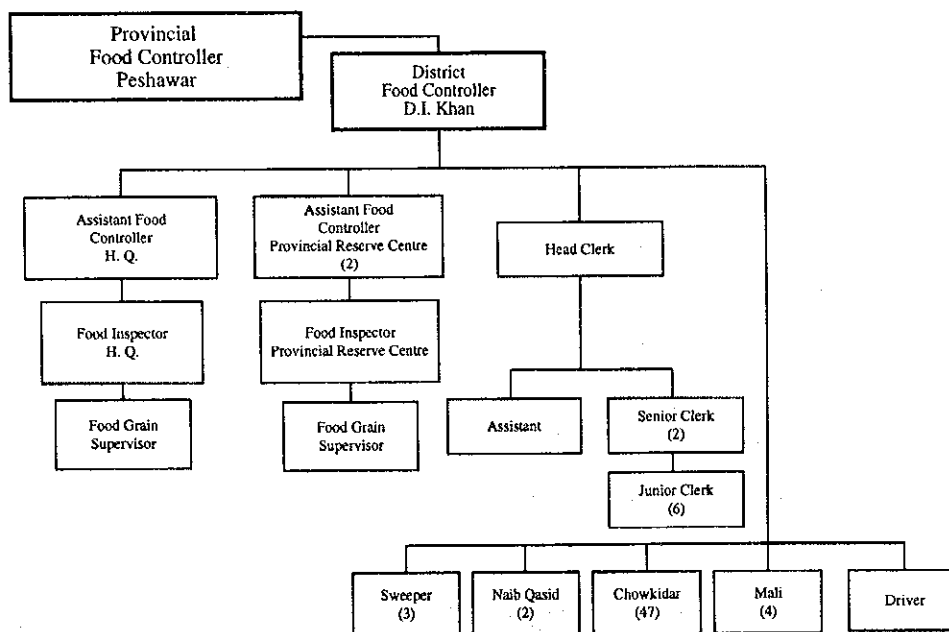 Provincial
Food Controller
Peshawar
District
Food Controller
D.I. Khan
Assistant Food
Controller
H. Q.
Assistant Food
Controller
Provincial Reserve Centre
(2)
Head Clerk
Food Inspector
H. Q.
Food Inspector
Provincial Reserve Centre
Food Grain
Supervisor
Food Grain
Supervisor
Assistant
Senior Clerk
(2)
Junior Clerk
(6)
Sweeper
(3)
Naib Qasid
(2)
Chowkidar
(47)
Mali
(4)
Driver